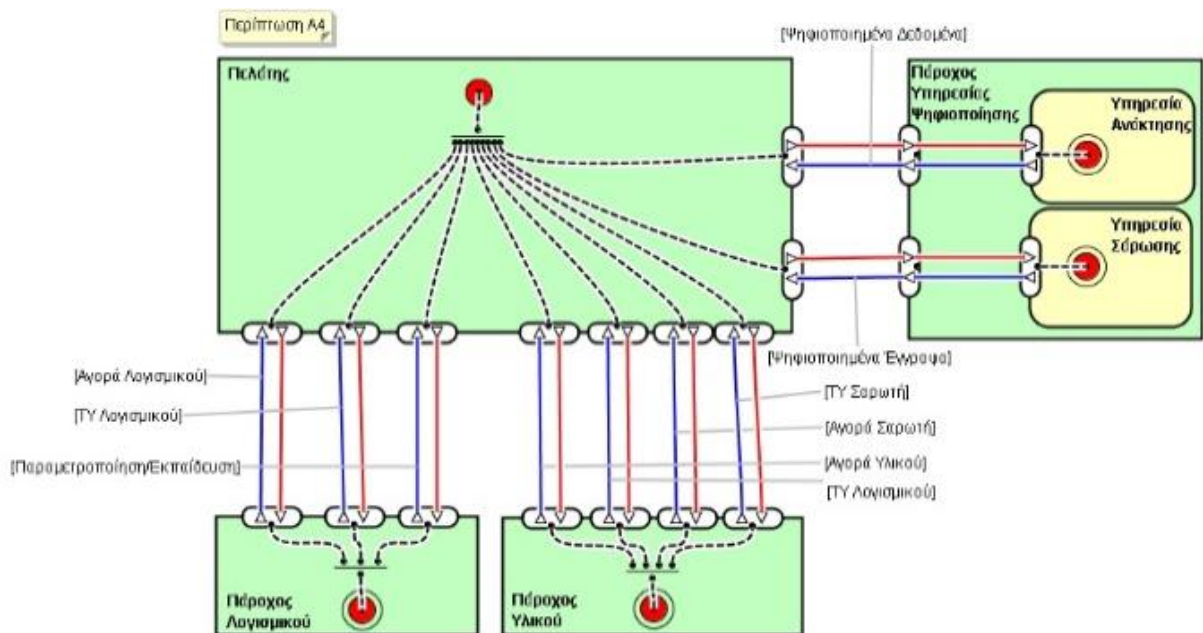 Περίπτωση Α4
[Ψηφιοποιημένα Δεδομένα]
Πελάτης
Πάροχος
Υπηρεσίας
Ψηφιοποίησης
Υπηρεσία
Ανάκτησης
Υπηρεσία
Σάρωσης
[Ψηφιοποιημένα Έγγραφα]
[Αγορά Λογισμικού]
[ΤΥ Λογισμικού]
[Παραμετροποίηση/Εκπαίδευση]
[ΤΥ Σαρωτή]
[Αγορά Σαρωτή]
[Αγορά Υλικού]
[ΤΥ Λογισμικού]
Πάροχος
Λογισμικού
Πάροχος
Υλικού